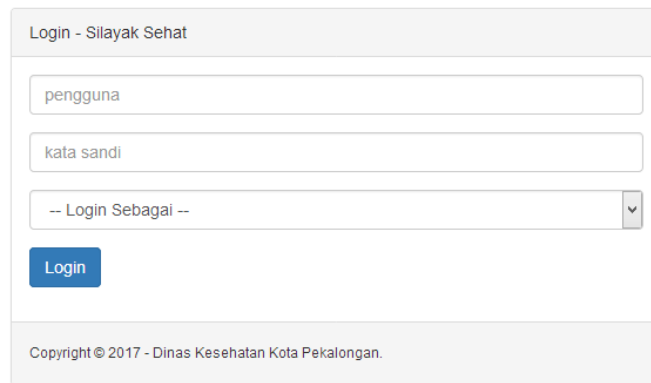 Login - Silayak Sehat
pengguna
kata sandi
-- Login Sebagai --
Login
Copyright © 2017 - Dinas Kesehatan Kota Pekalongan.